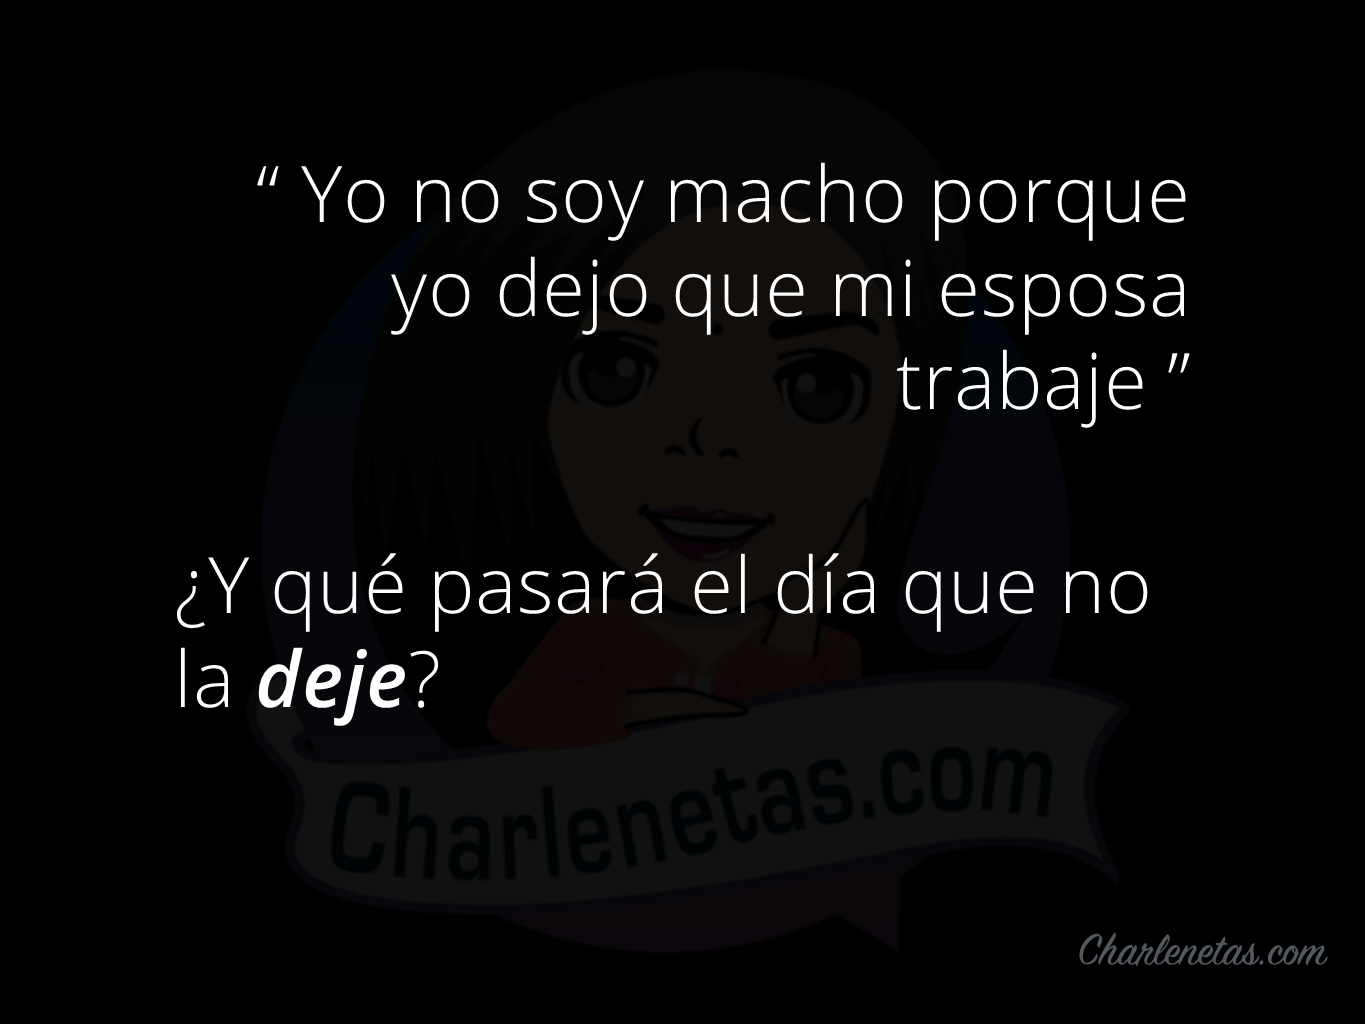 “ Yo no soy macho porque
yo dejo que mi esposa
trabaje ”
¿Y qué pasará el día que no
la deje?
Charlenetas.com
Charlenetas.com